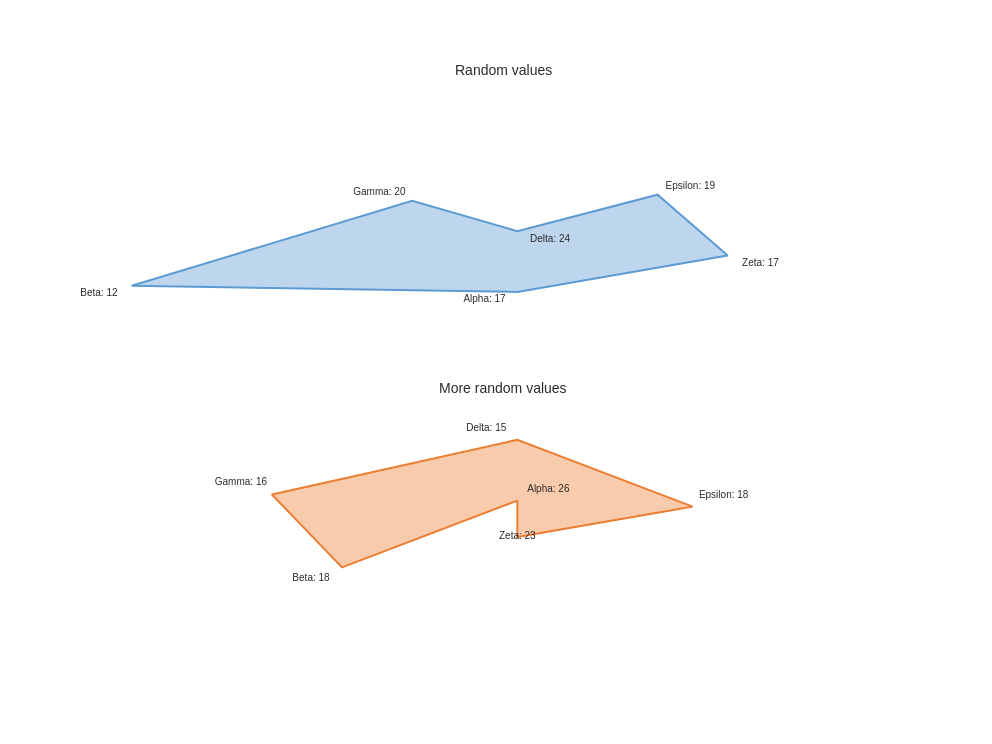 Random values
Epsilon: 19
Gamma: 20
Delta: 24
Zeta: 17
Beta: 12
Alpha: 17
More random values
Delta: 15
Gamma: 16
Alpha: 26
Epsilon: 18
Zeta: 23
Beta: 18